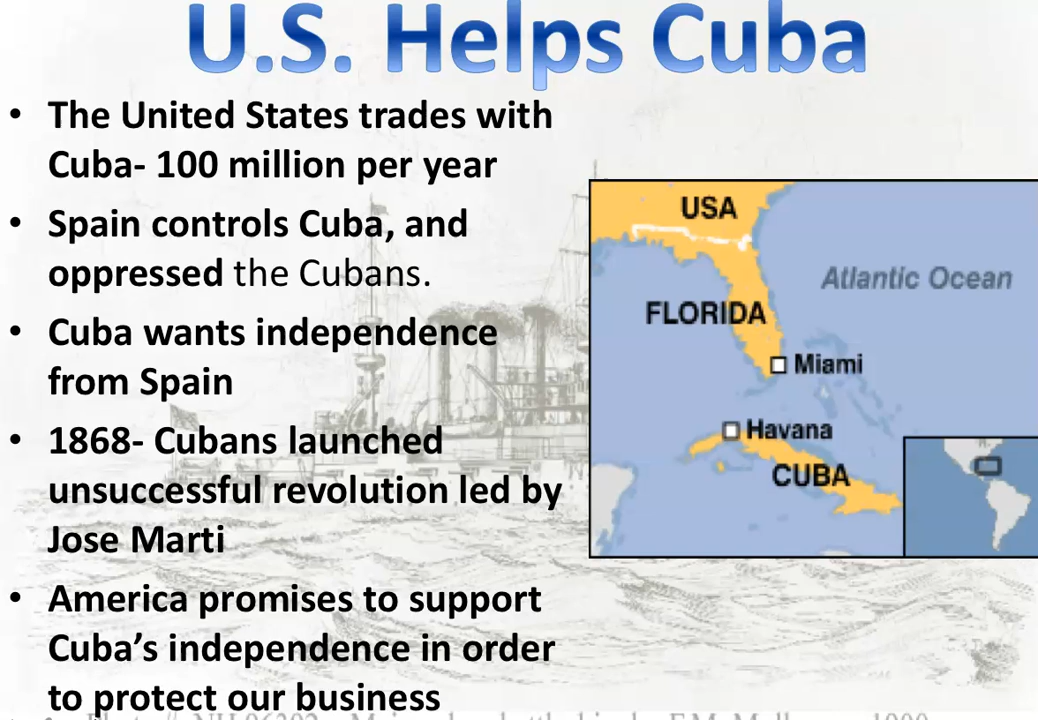 U.S. Helps Cuba
• The United States trades with
Cuba- 100 million per year
• Spain controls Cuba, and
oppressed the Cubans.
• Cuba wants independence
from Spain
• 1868- Cubans launched
unsuccessful revolution led by
Jose Marti
• America promises to support
Cuba's independence in order
to protect our business
USA
Atlantic Ocean
FLORIDA
Miami
Havana
CUBA